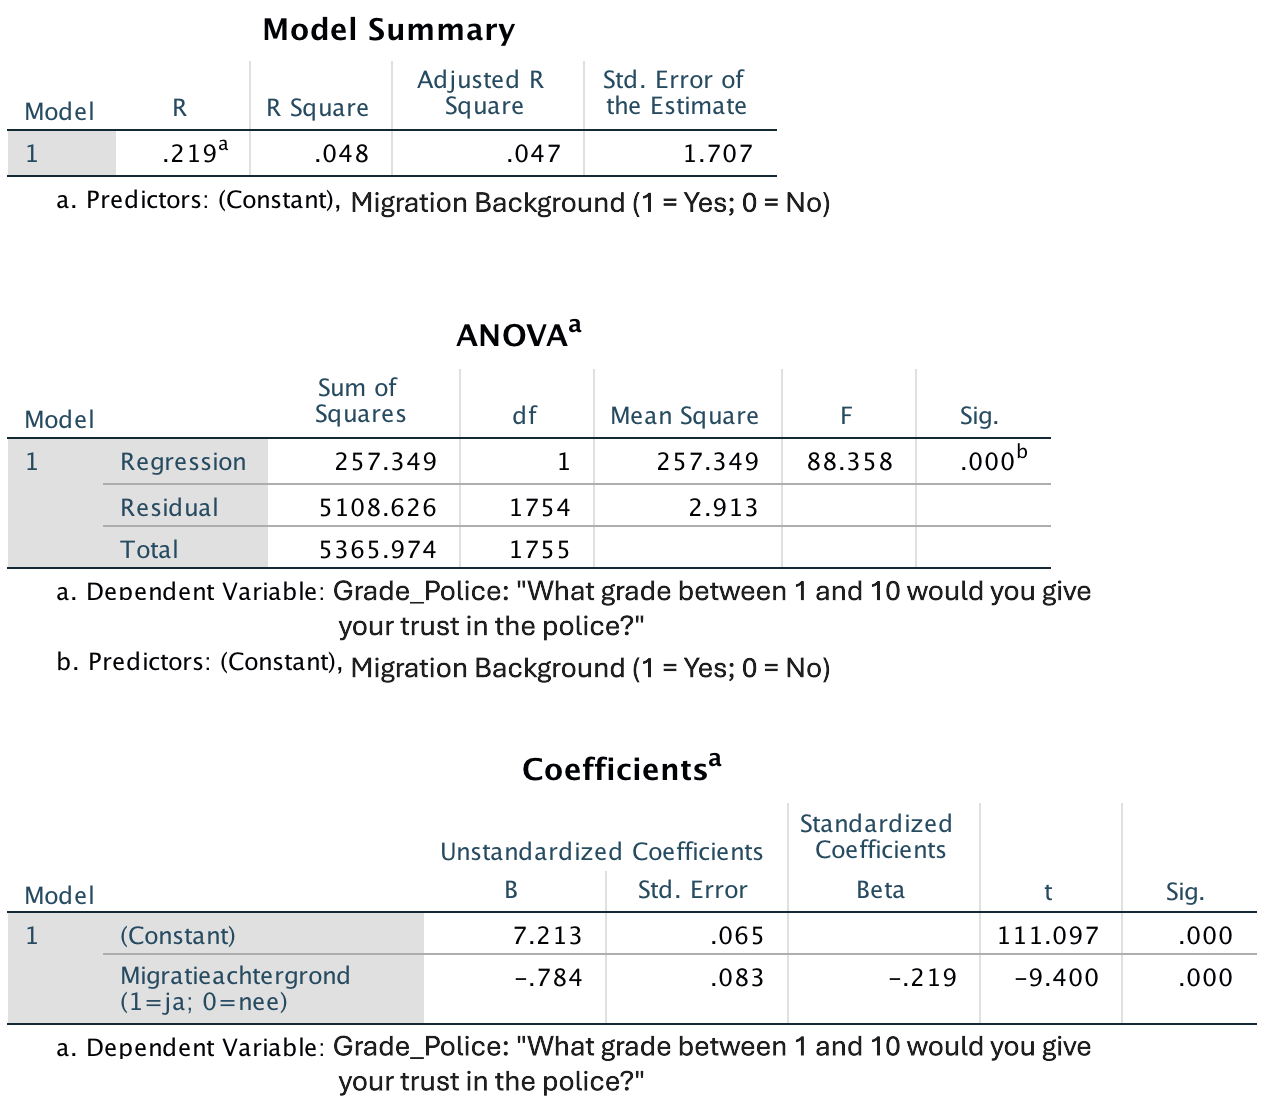 Model Summary
Model R R Square Adjusted R Square Std. Error of the Estimate
1 .219a .048 .047 1.707
a. Predictors: (Constant), Migration Background (1 = Yes; 0 = No)
ANOVAa
Model Sum of Squares df Mean Square F Sig.
1 Regression 257.349 1 257.349 88.358 .000b
Residual 5108.626 1754 2.913
Total 5365.974 1755
a. Dependent Variable: Grade_Police: "What grade between 1 and 10 would you give
your trust in the police?"
b. Predictors: (Constant), Migration Background (1 = Yes; 0 = No)
Coefficientsa
Unstandardized Coefficients Standardized Coefficients
Model B Std. Error Beta t Sig.
1 (Constant) 7.213 .065 111.097 .000
Migratieachtergrond (1=ja; 0=nee) -.784 .083 -.219 -9.400 .000
a. Dependent Variable: Grade_Police: "What grade between 1 and 10 would you give
your trust in the police?"